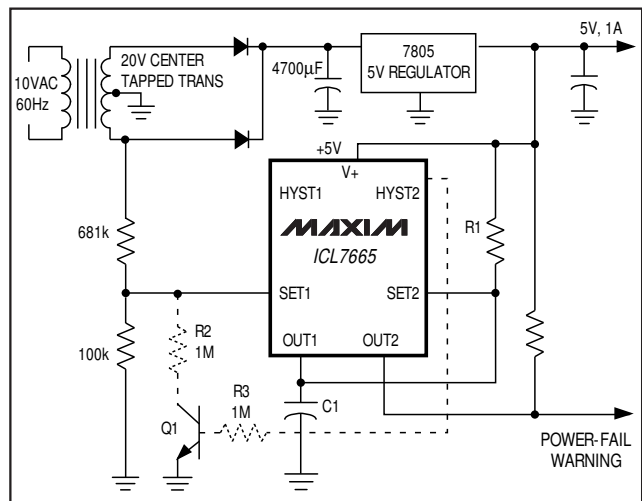 5V, 1A
20V CENTER
TAPPED TRANS
10VAC
60Hz
4700µF
7805
5V REGULATOR
+5V
V+
HYST1
HYST2
MAXIM
ICL7665
R1
681k
SET1
SET2
R2
1M
OUT1
OUT2
100k
R3
1M
C1
Q1
POWER-FAIL
WARNING